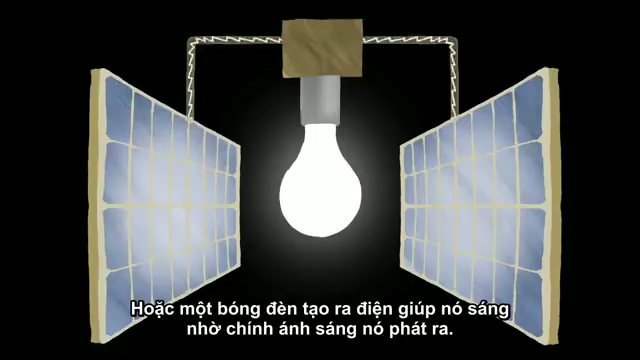 Hoặc một bóng đèn tạo ra điện giúp nó sáng
nhờ chính ánh sáng nó phát ra.